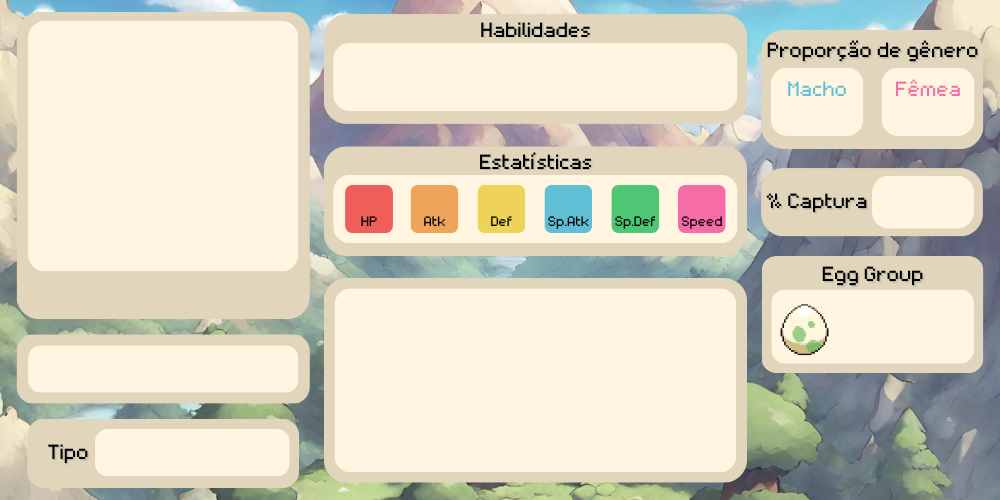 Habilidades
Proporção de gênero
Macho
Fêmea
Estatísticas
HP
Atk
Def
Sp.Atk
Sp.Def
Speed
% Captura
Egg Group
Tipo